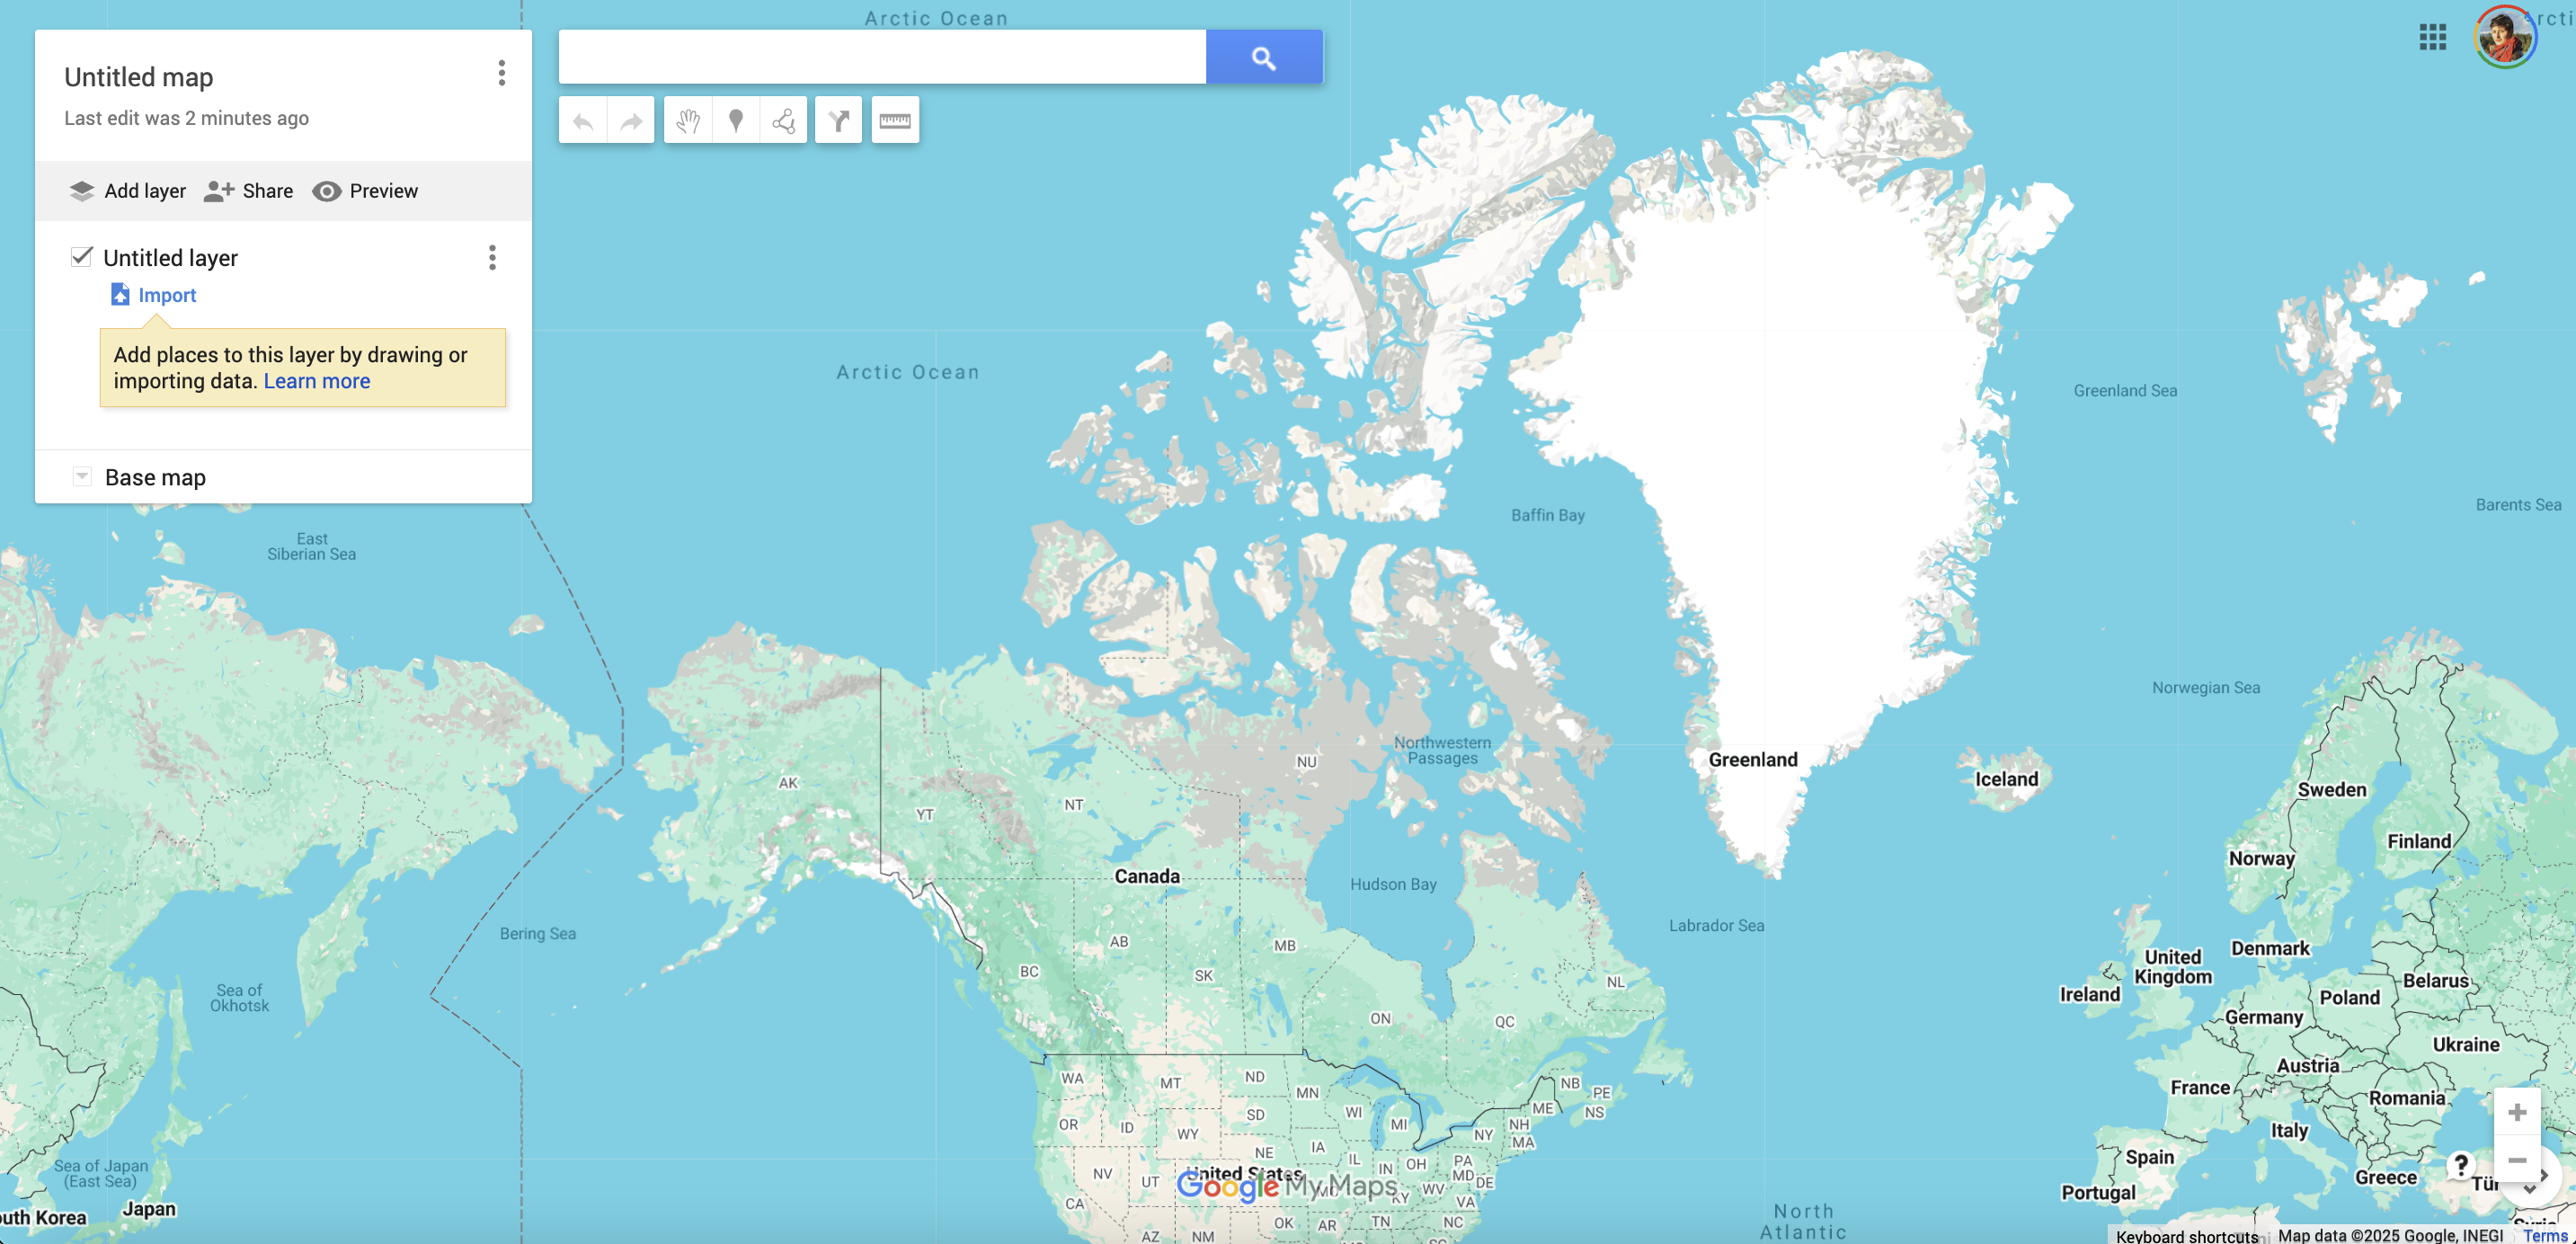 Arctic Ocean
Untitled map
Last edit was 2 minutes ago
Add layer
Share
Preview
Untitled layer
Import
Add places to this layer by drawing or
importing data. Learn more
Base map
Arctic Ocean
Greenland Sea
Barents Sea
Baffin Bay
East
Siberian Sea
Norwegian Sea
Northwestern
Passages
NU
Greenland
Iceland
Sweden
AK
YT
NT
Finland
Norway
Canada
Hudson Bay
Labrador Sea
Bering Sea
AB
MB
BC
SK
NL
Denmark
United
Kingdom
Ireland
Belarus
Poland
Sea of
Okhotsk
ON
QC
Germany
Ukraine
Austria
France
Romania
WA
MT
ND
MN
NB
PE
OR
ID
SD
WI
MI
ME
NS
WY
NY
NH
MA
Italy
NE
IA
IL
IN
OH
PA
MD
DE
Spain
Greece
Portugal
Sea of Japan
(East Sea)
NV
UT
United States
Google My Maps
KY
WV
VA
CA
Japan
outh Korea
OK
AR
TN
NC
AZ
NM
North
Atlantic
?
Tür
Keyboard shortcuts
Map data ©2025 Google, INEGI
Terms